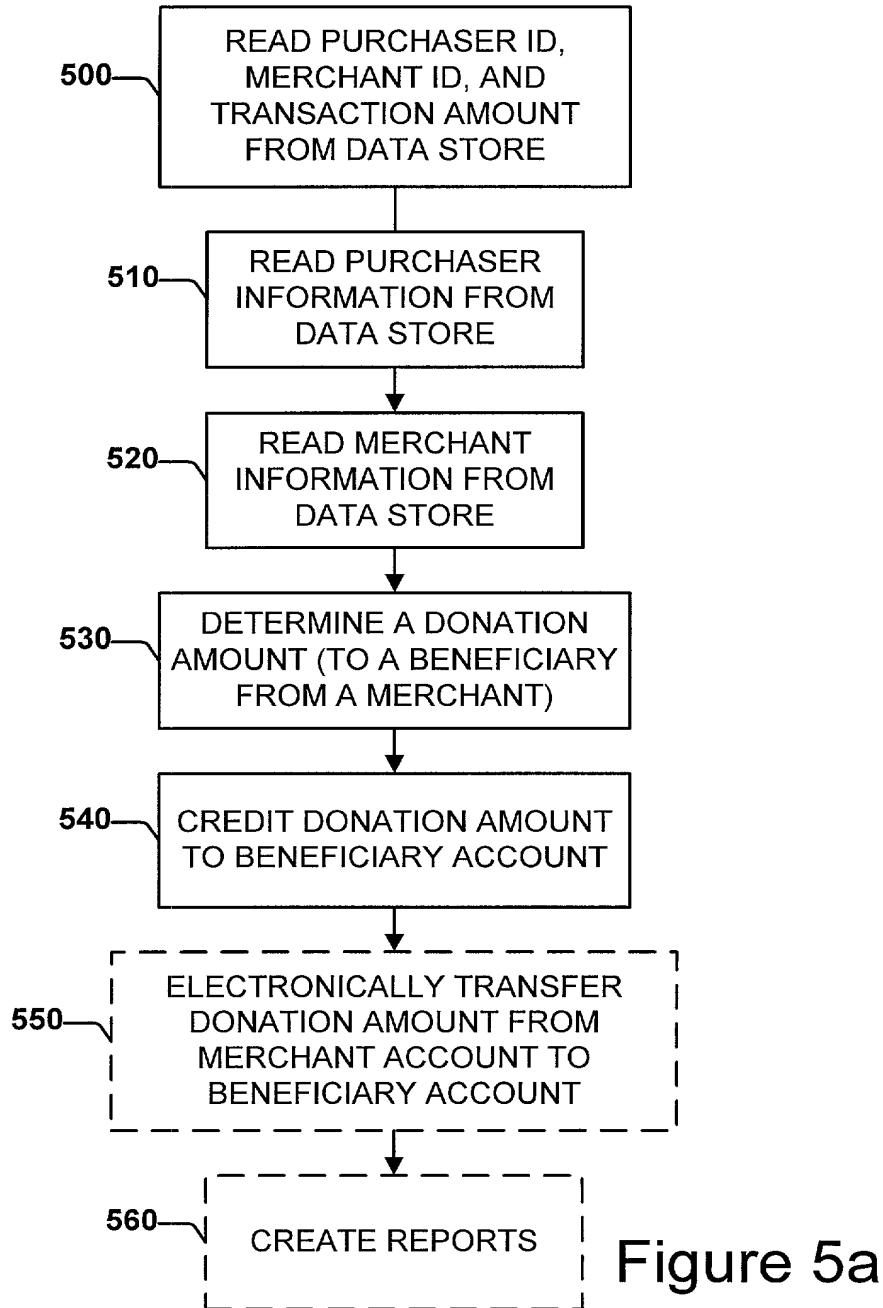 500
READ PURCHASER ID,
MERCHANT ID, AND
TRANSACTION AMOUNT
FROM DATA STORE
510
READ PURCHASER
INFORMATION FROM
DATA STORE
520
READ MERCHANT
INFORMATION FROM
DATA STORE
530
DETERMINE A DONATION
AMOUNT (TO A BENEFICIARY
FROM A MERCHANT)
540
CREDIT DONATION AMOUNT
TO BENEFICIARY ACCOUNT
550
ELECTRONICALLY TRANSFER
DONATION AMOUNT FROM
MERCHANT ACCOUNT TO
BENEFICIARY ACCOUNT
560
CREATE REPORTS
Figure 5a